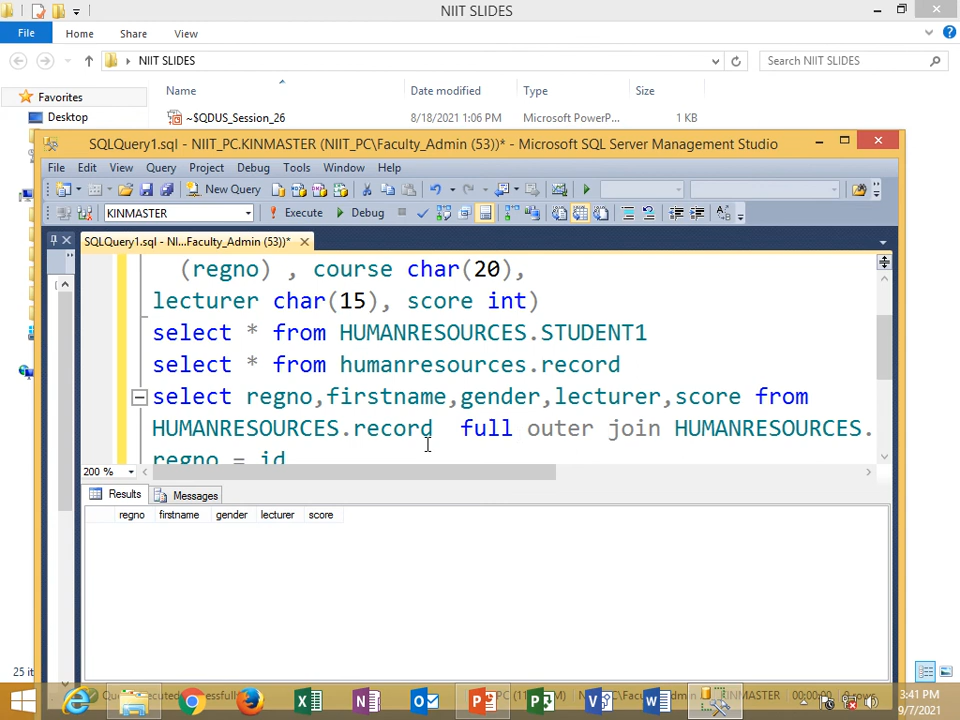 NIIT SLIDES
File Home Share View
NIIT SLIDES
Search NIIT SLIDES
Favorites
Desktop
Name Date modified Type Size
~$QDUS_Session_26 8/18/2021 1:06 PM Microsoft PowerP... 1 KB
SQLQuery1.sql - NIIT_PC.KINMASTER (NIIT_PC\Faculty_Admin (53))* - Microsoft SQL Server Management Studio
File Edit View Query Project Debug Tools Window Help
New Query
KINMASTER Execute Debug
SQLQuery1.sql - NI...Faculty_Admin (53))*
(regno) , course char(20),
lecturer char(15), score int)
select * from HUMANRESOURCES.STUDENT1
select * from humanresources.record
select regno,firstname,gender,lecturer,score from
HUMANRESOURCES.record full outer join HUMANRESOURCES.
regno = id
200 %
Results Messages
regno firstname gender lecturer score
25 it
3:41 PM
9/7/2021